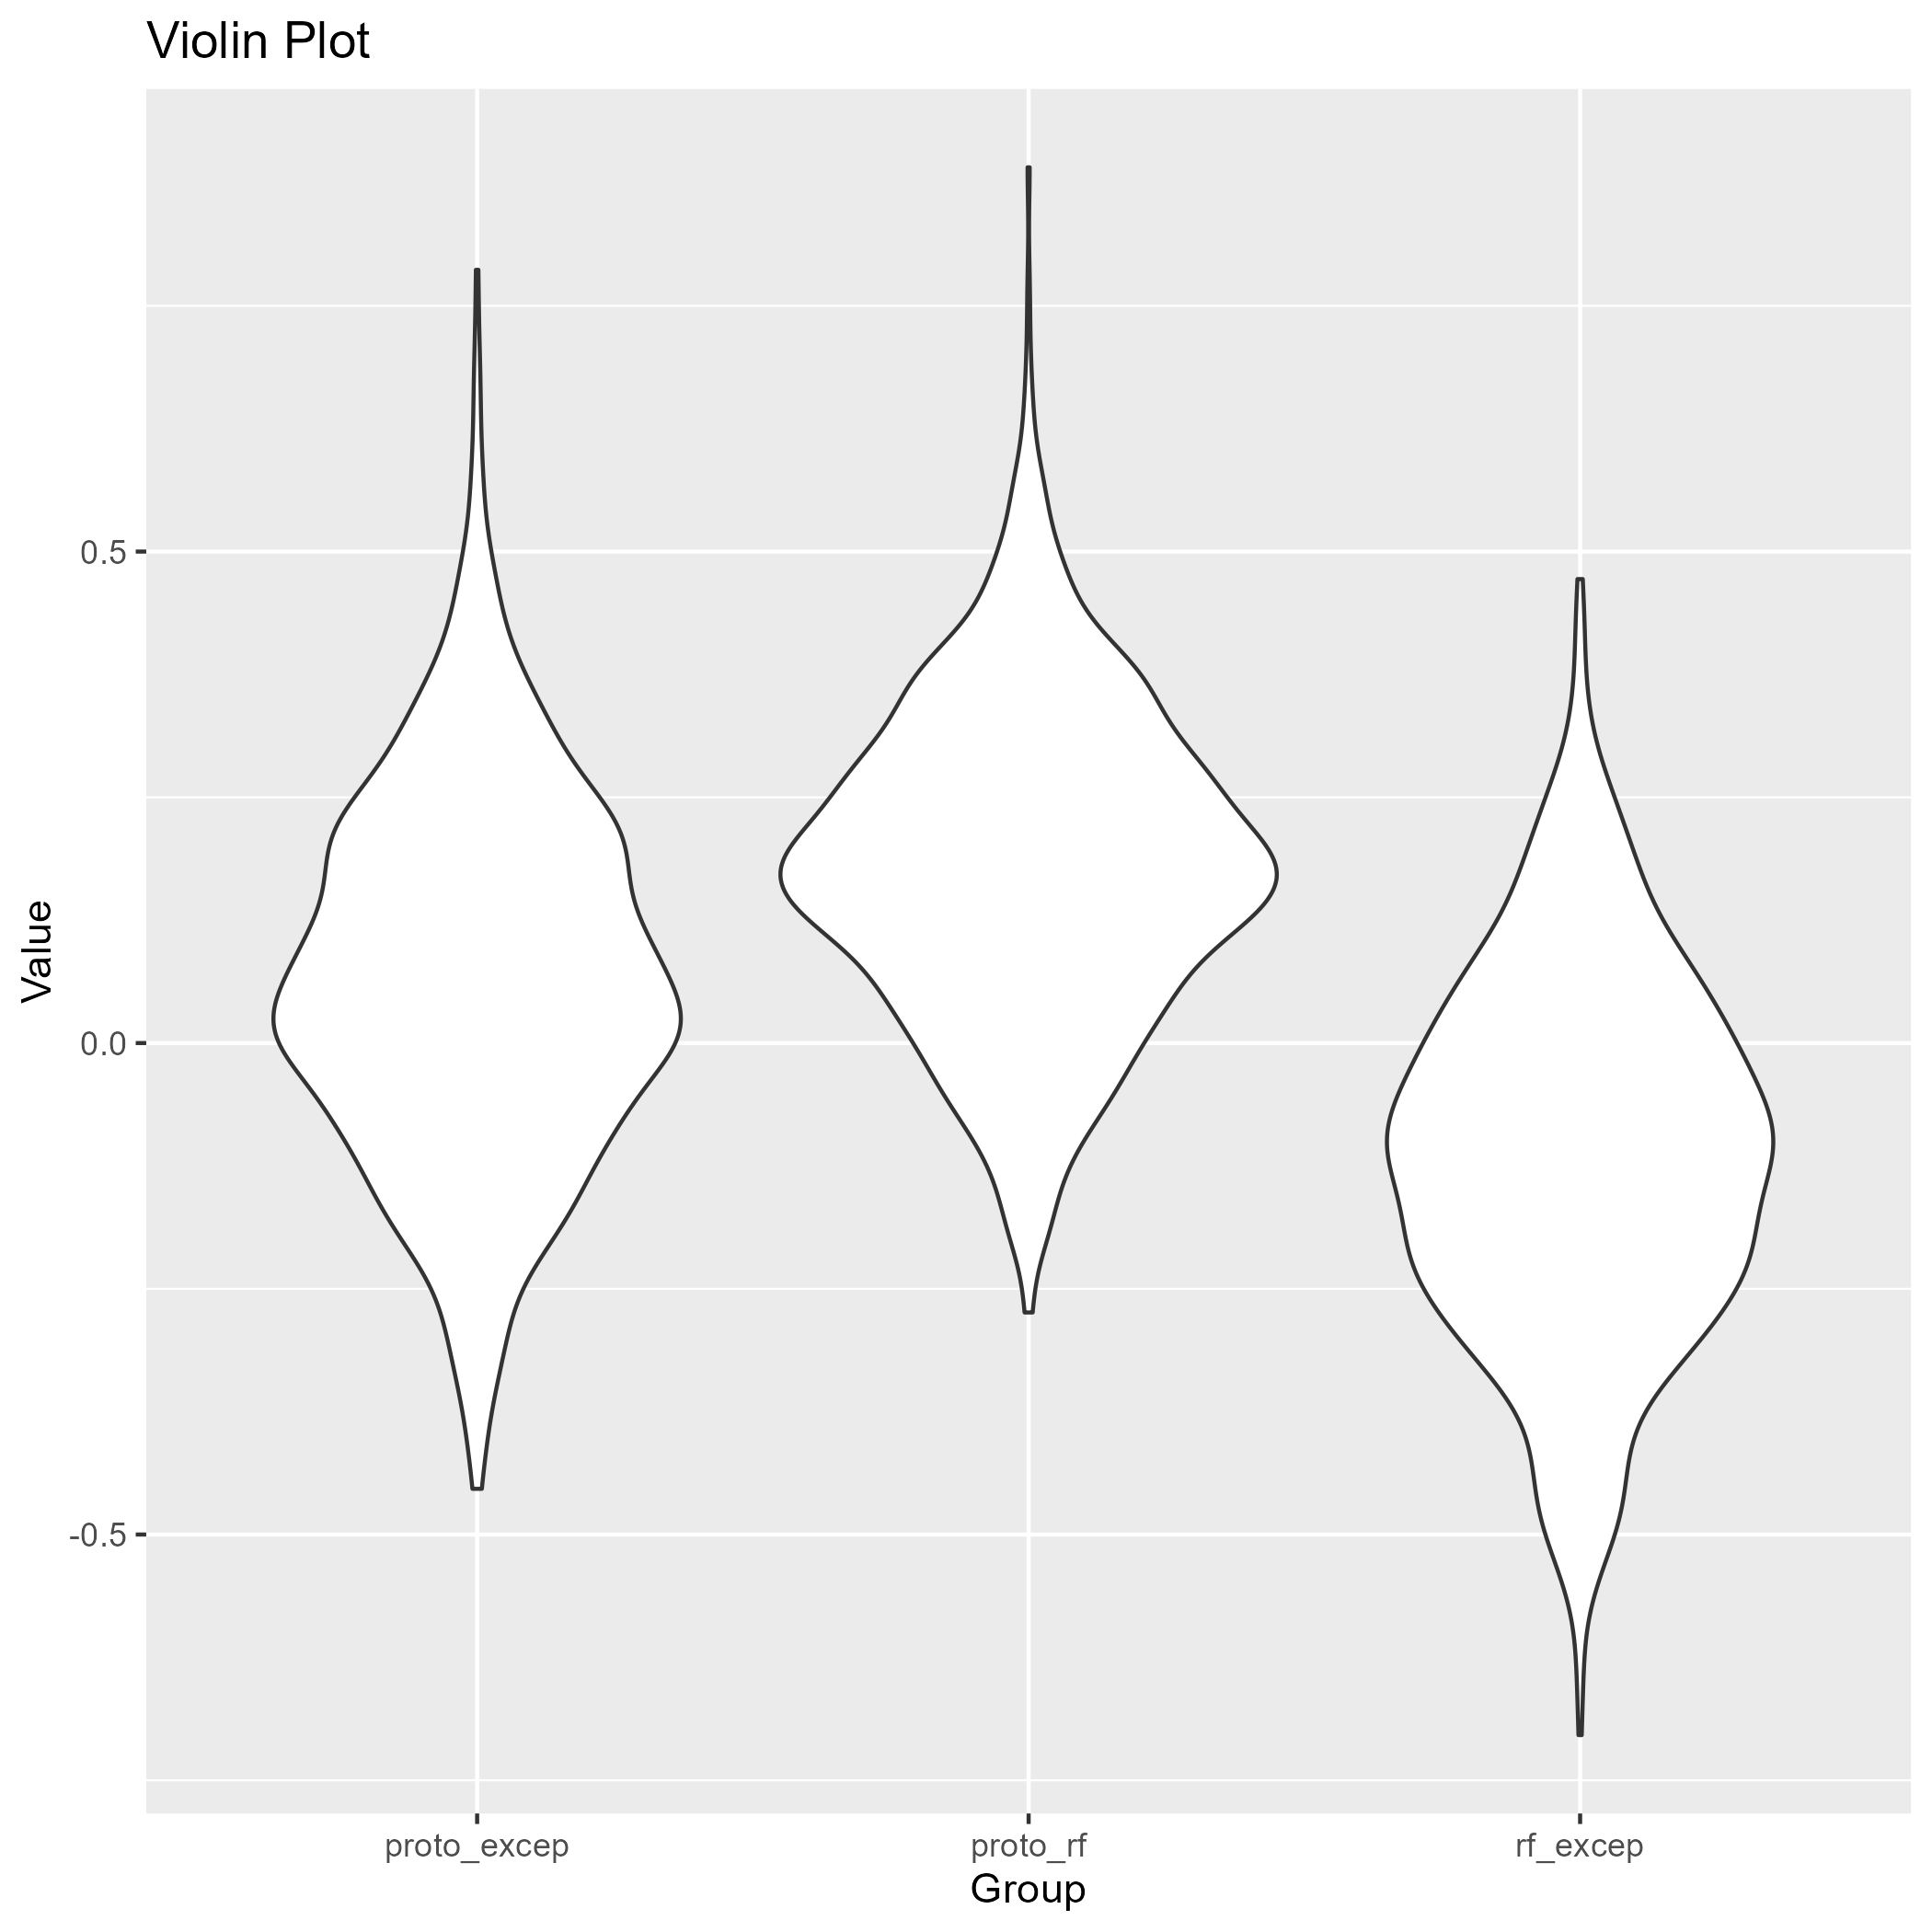 Violin Plot
Value
0.5
0.0
-0.5
proto_excep
proto_rf
rf_excep
Group